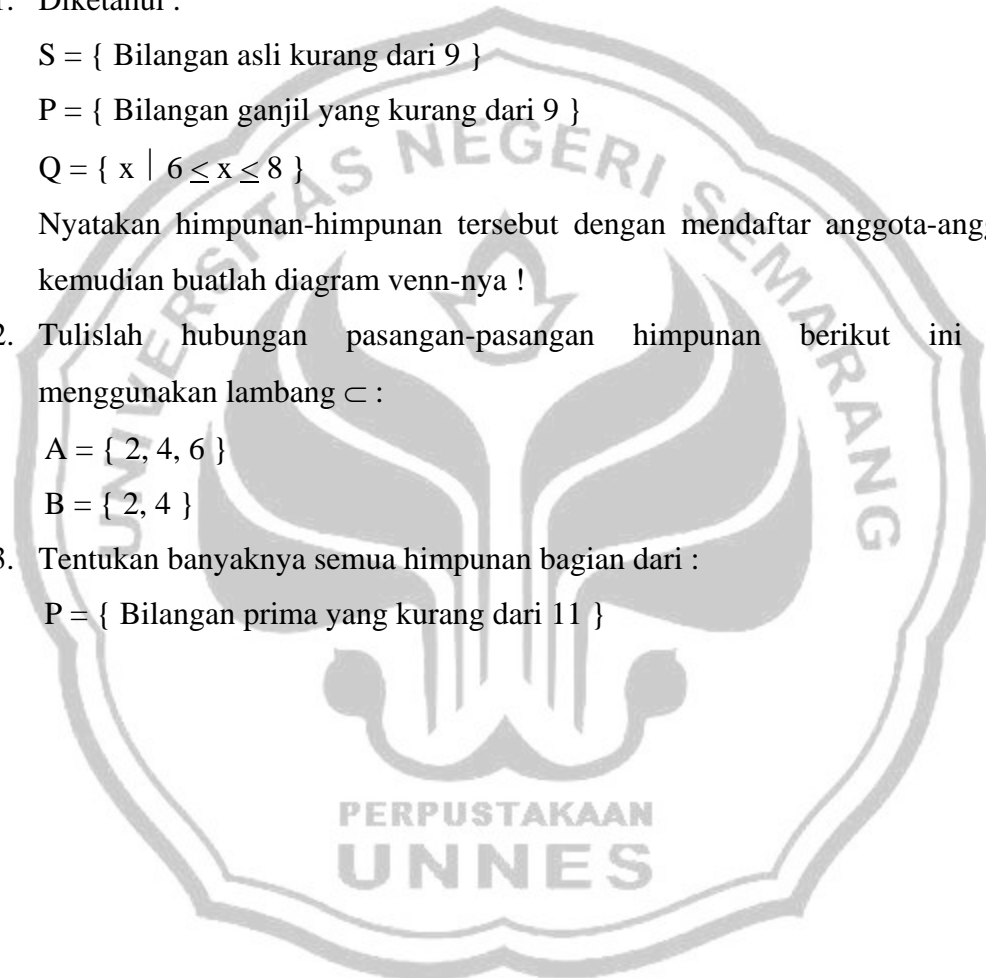 1. Diketahui :
S = { Bilangan asli kurang dari 9 }
P = { Bilangan ganjil yang kurang dari 9 }
Q = { x | 6 ≤ x ≤ 8 }
Nyatakan himpunan-himpunan tersebut dengan mendaftar
kemudian buatlah diagram venn-nya !
2. Tulislah hubungan pasangan-pasangan himpunan berikut ini
menggunakan lambang ⊂ :
A = { 2, 4, 6 }
B = { 2, 4 }
3. Tentukan banyaknya semua himpunan bagian dari :
P = { Bilangan prima yang kurang dari 11 }
UNIVERSITAS NEGERI SEMARANG
PERPUSTAKAAN
UNNES